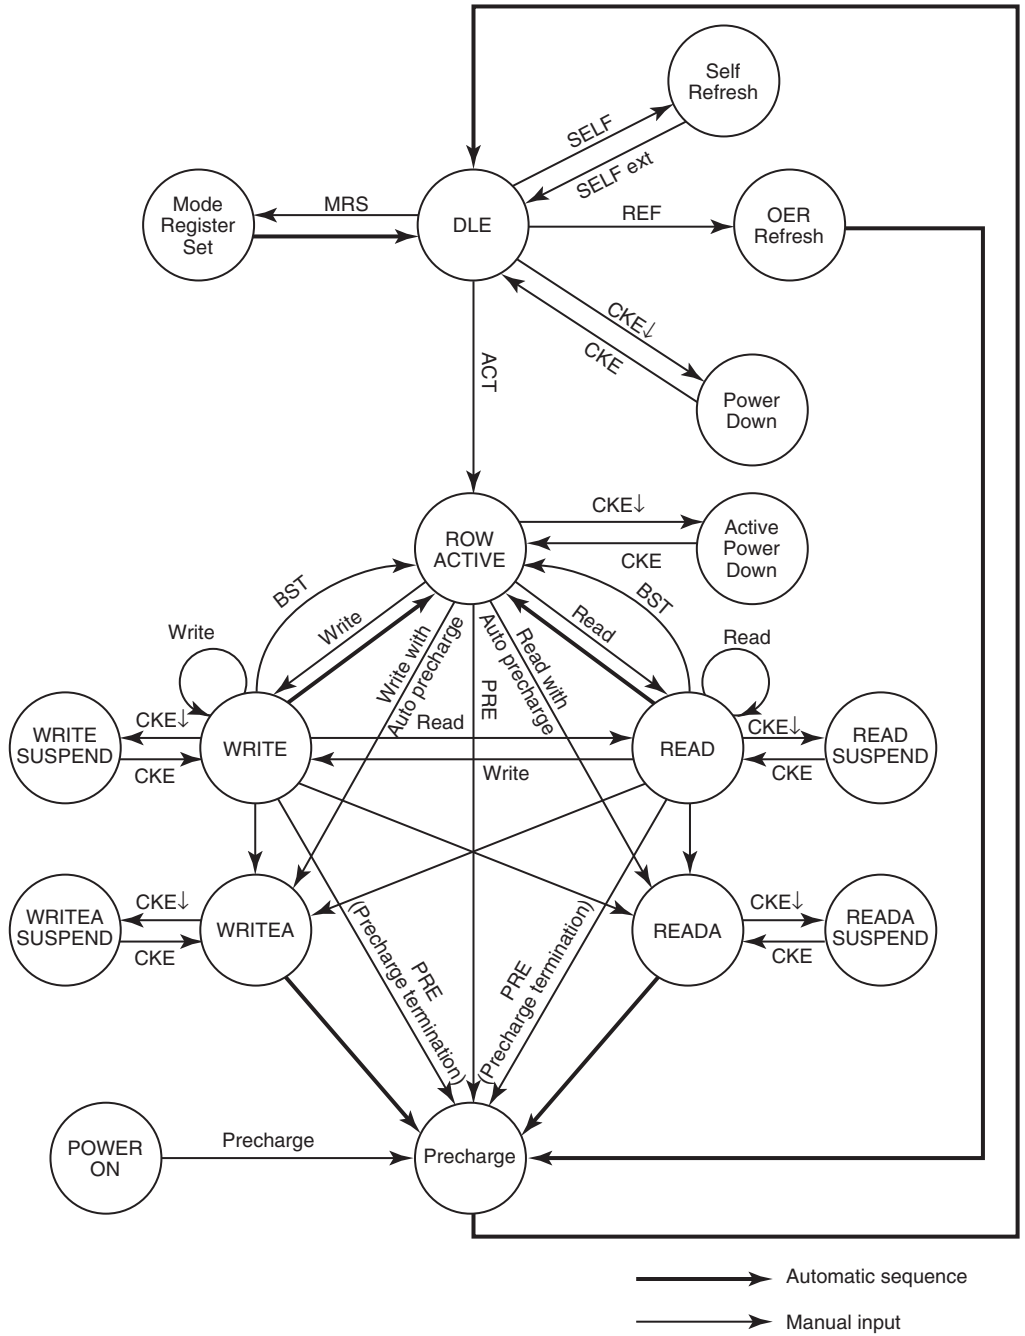 Self
Refresh
SELF
SELF ext
Mode
Register
Set
MRS
DLE
REF
OER
Refresh
CKE↓
CKE
Power
Down
ACT
ROW
ACTIVE
CKE↓
CKE
Active
Power
Down
BST
Write
Read
BST
Write
Write with
Auto precharge
PRE
Read with
Auto precharge
Read
WRITE
SUSPEND
CKE↓
CKE
WRITE
Read
Write
READ
CKE↓
CKE
READ
SUSPEND
WRITEA
SUSPEND
CKE↓
CKE
WRITEA
READA
CKE↓
CKE
READA
SUSPEND
PRE
(Precharge termination)
PRE
(Precharge termination)
POWER
ON
Precharge
Precharge
Automatic sequence
Manual input